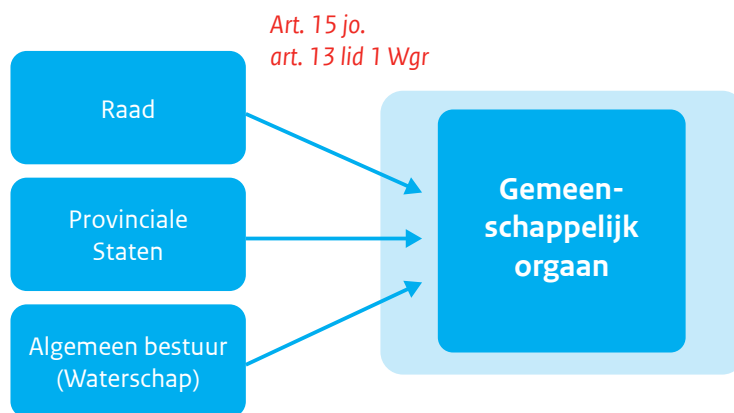 Art. 15 jo.
art. 13 lid 1 Wgr
Raad
Provinciale
Staten
Algemeen bestuur
(Waterschap)
Gemeen-
schappelijk
orgaan